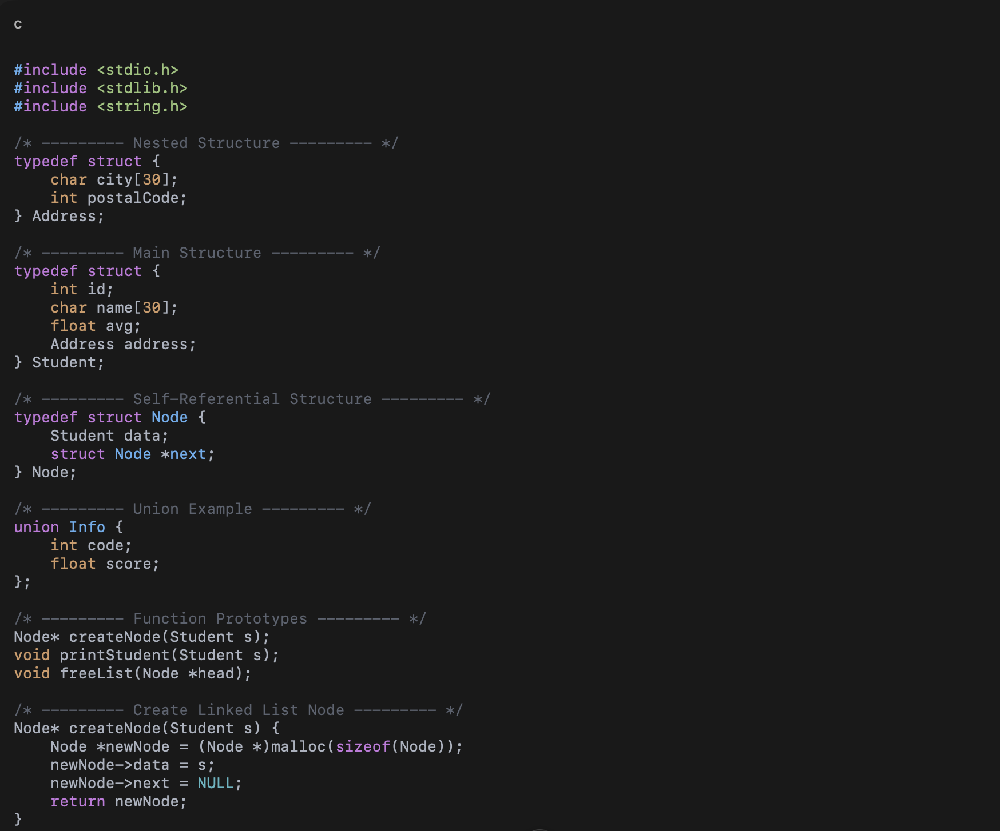 c
#include <stdio.h>
#include <stdlib.h>
#include <string.h>
/* --------- Nested Structure --------- */
typedef struct {
    char city[30];
    int postalCode;
} Address;
/* --------- Main Structure --------- */
typedef struct {
    int id;
    char name[30];
    float avg;
    Address address;
} Student;
/* --------- Self-Referential Structure --------- */
typedef struct Node {
    Student data;
    struct Node *next;
} Node;
/* --------- Union Example --------- */
union Info {
    int code;
    float score;
};
/* --------- Function Prototypes --------- */
Node* createNode(Student s);
void printStudent(Student s);
void freeList(Node *head);
/* --------- Create Linked List Node --------- */
Node* createNode(Student s) {
    Node *newNode = (Node *)malloc(sizeof(Node));
    newNode->data = s;
    newNode->next = NULL;
    return newNode;
}